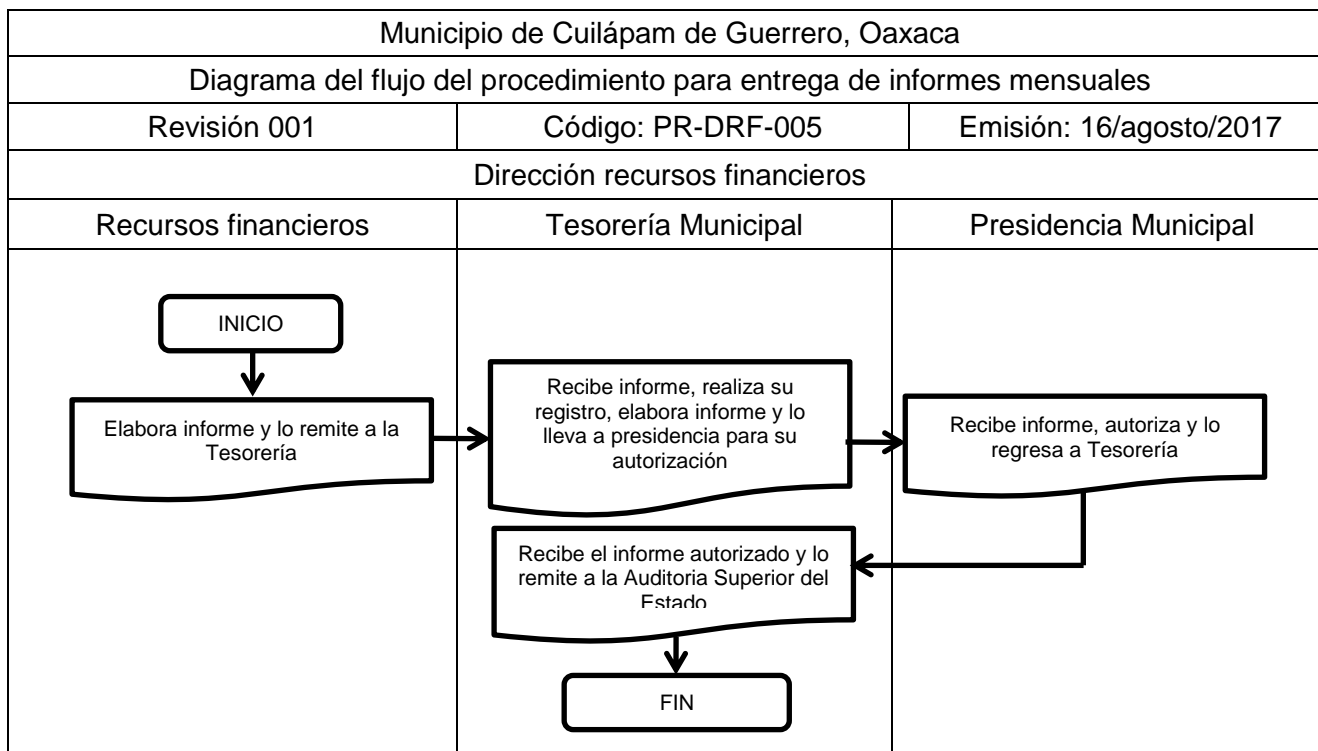 Municipio de Cuilápam de Guerrero, Oaxaca
Diagrama del flujo del procedimiento para entrega de informes mensuales
Revisión 001
Código: PR-DRF-005
Emisión: 16/agosto/2017
Dirección recursos financieros
Recursos financieros
Tesorería Municipal
Presidencia Municipal
INICIO
Elabora informe y lo remite a la
Tesorería
Recibe informe, realiza su
registro, elabora informe y lo
lleva a presidencia para su
autorización
Recibe informe, autoriza y lo
regresa a Tesorería
Recibe el informe autorizado y lo
remite a la Auditoria Superior del
Estado
FIN